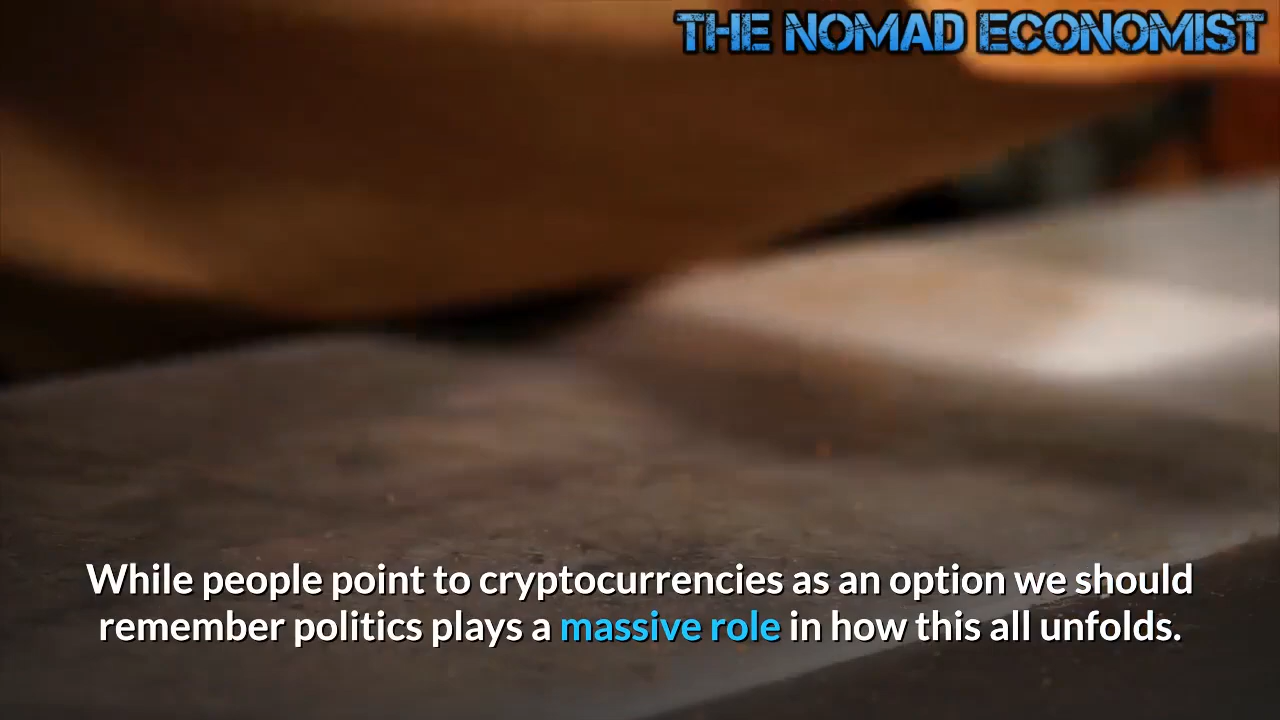 THE NOMAD ECONOMIST
While people point to cryptocurrencies as an option we should
remember politics plays a massive role in how this all unfolds.